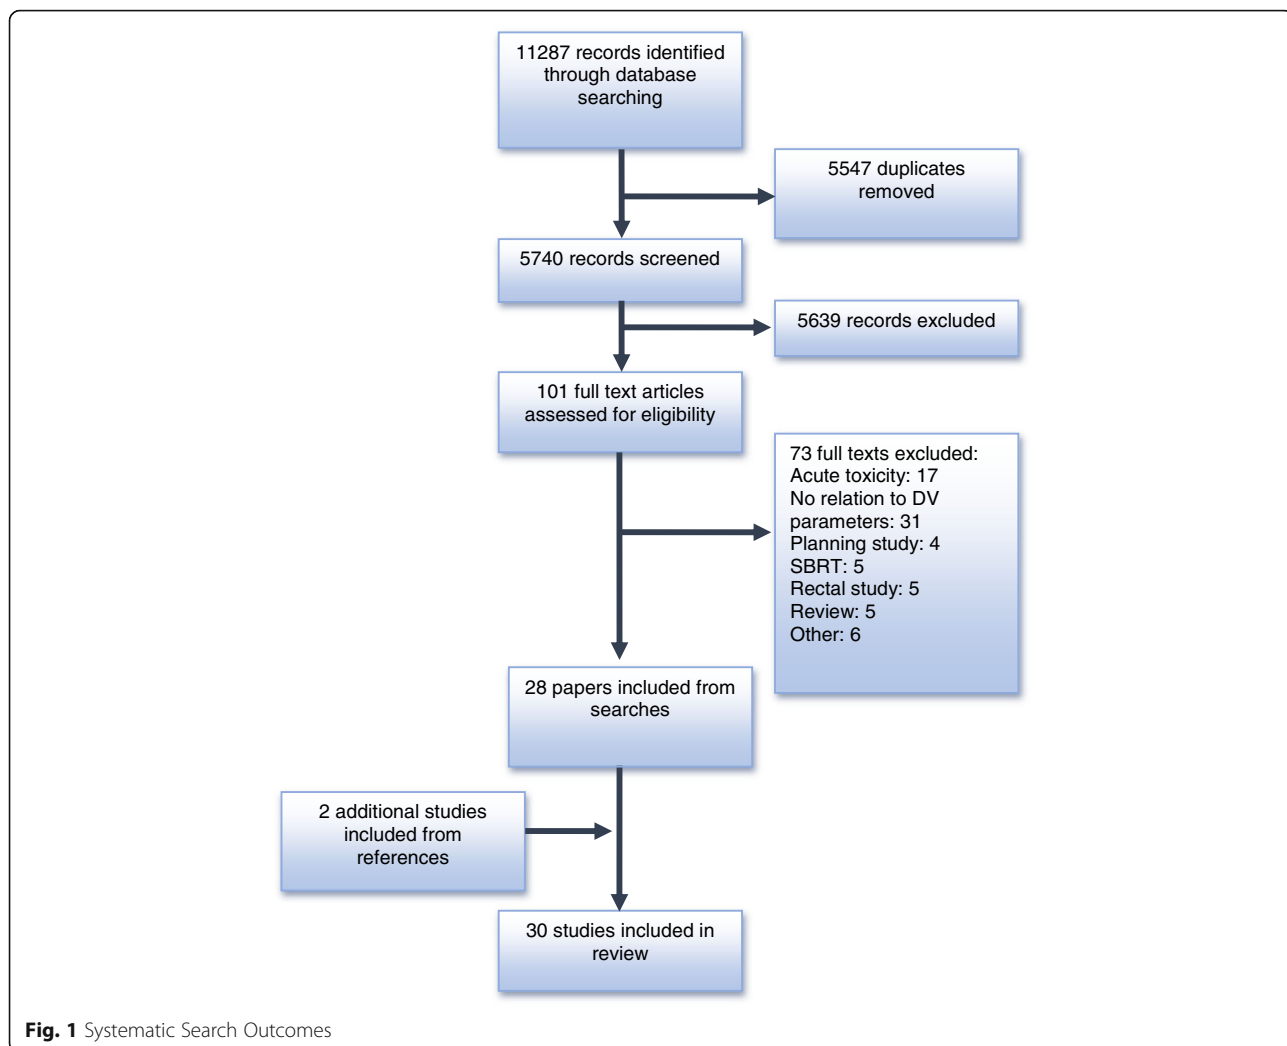 11287 records identified
through database
searching
5547 duplicates
removed
5740 records screened
5639 records excluded
101 full text articles
assessed for eligibility
73 full texts excluded:
Acute toxicity: 17
No relation to DV
parameters: 31
Planning study: 4
SBRT: 5
Rectal study: 5
Review: 5
Other: 6
28 papers included from
searches
2 additional studies
included from
references
30 studies included in
review
Fig. 1 Systematic Search Outcomes